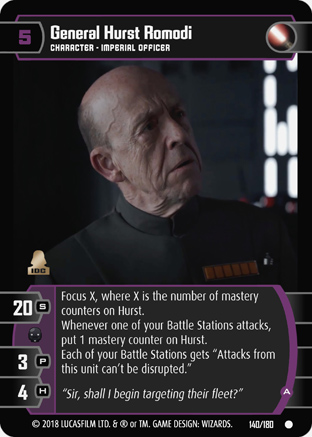 5
General Hurst Romodi
CHARACTER • IMPERIAL OFFICER
IDC
20 S
Focus X, where X is the number of mastery
counters on Hurst.
Whenever one of your Battle Stations attacks,
put 1 mastery counter on Hurst.
3 P
Each of your Battle Stations gets “Attacks from
this unit can’t be disrupted.”
4 H
“Sir, shall I begin targeting their fleet?”
A
© 2018 LUCASFILM LTD. & ® or TM. GAME DESIGN: WIZARDS.
140/180